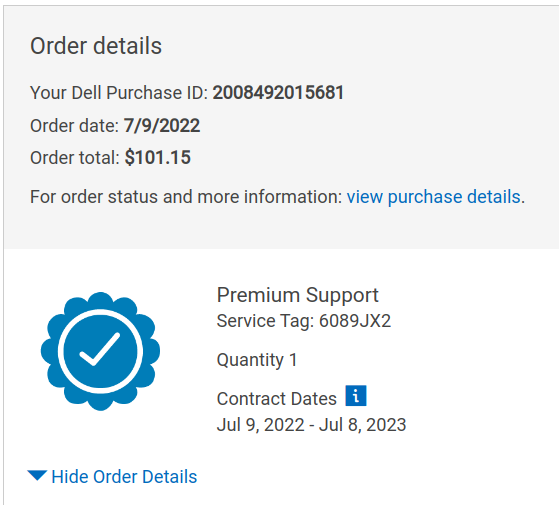 Order details
Your Dell Purchase ID: 2008492015681
Order date: 7/9/2022
Order total: $101.15
For order status and more information: view purchase details.
Premium Support
Service Tag: 6089JX2
Quantity 1
Contract Dates i
Jul 9, 2022 - Jul 8, 2023
Hide Order Details